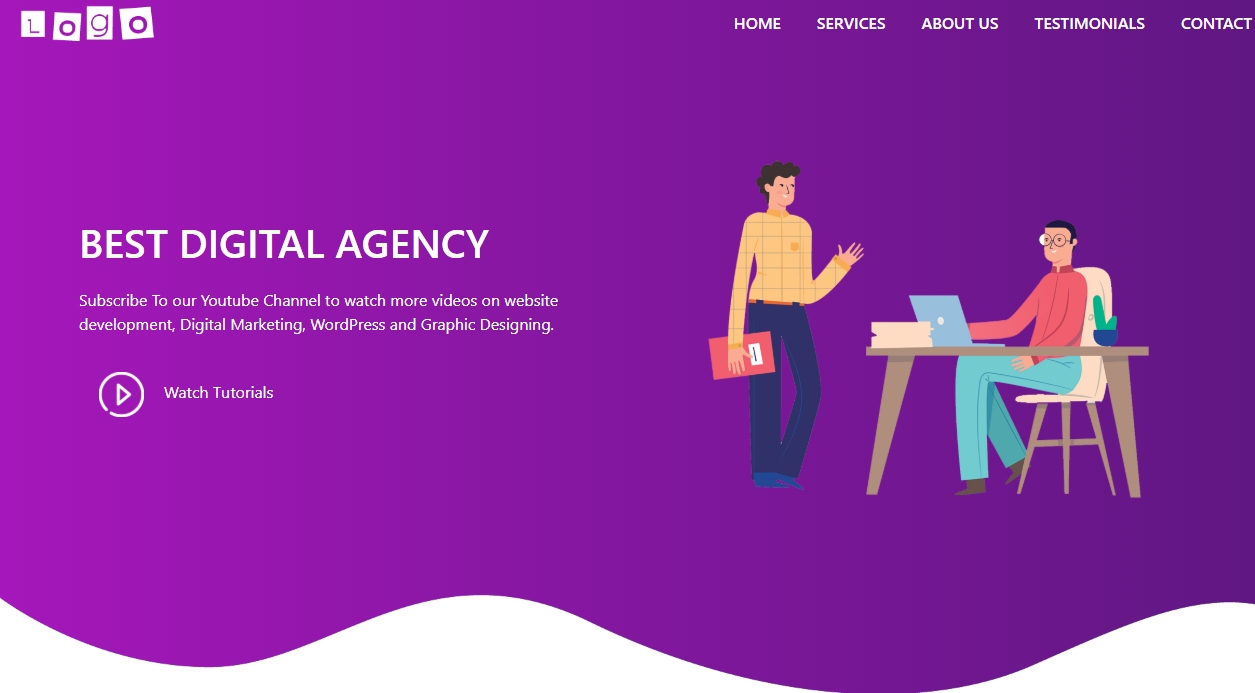 Logo
HOME SERVICES ABOUT US TESTIMONIALS CONTACT
BEST DIGITAL AGENCY
Subscribe To our Youtube Channel to watch more videos on website
development, Digital Marketing, WordPress and Graphic Designing.
Watch Tutorials